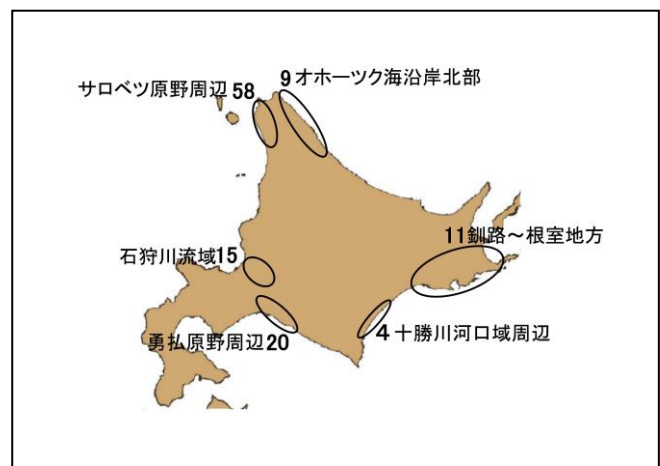 9オホーツク海沿岸北部
サロベツ原野周辺58
11釧路～根室地方
石狩川流域15
4十勝川河口域周辺
勇払原野周辺20